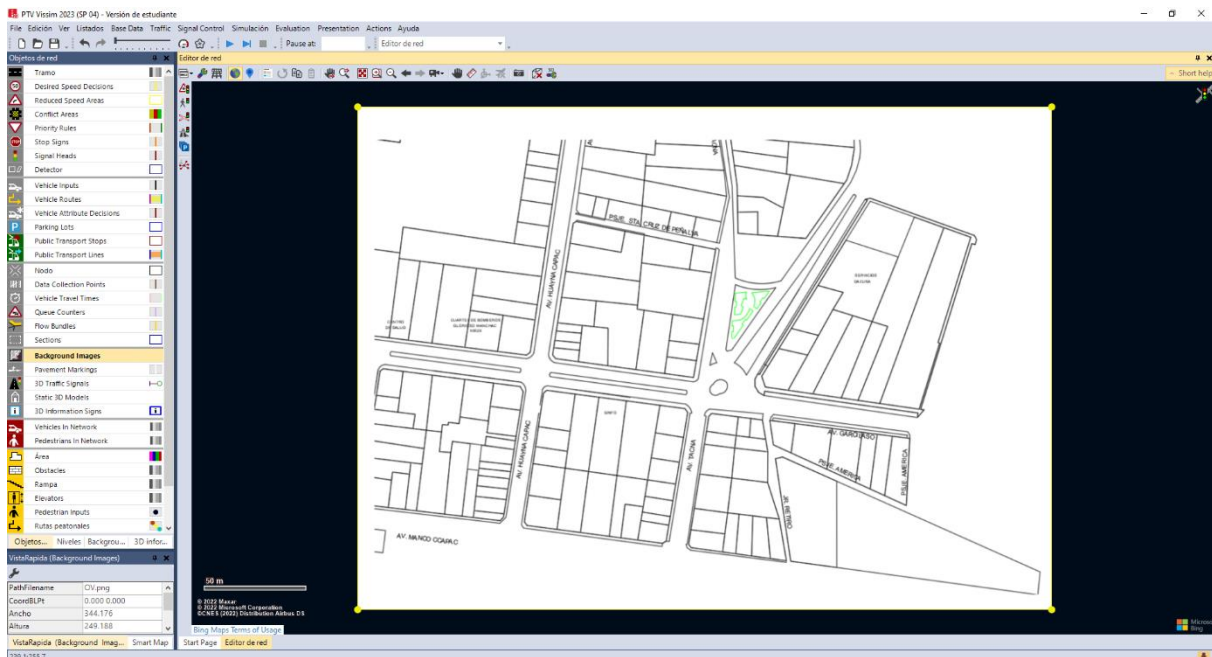 PTV Vissim 2023 (SP 04) - Versión de estudiante
File Edición Ver Listados Base Data Traffic Signal Control Simulación Evaluation Presentation Actions Ayuda
Pause at: Editor de red
Objetos de red
Editor de red
Short help
Tramo
Desired Speed Decisions
Reduced Speed Areas
Conflict Areas
Priority Rules
Stop Signs
Signal Heads
Detector
Vehicle Inputs
Vehicle Routes
Vehicle Attribute Decisions
Parking Lots
Public Transport Stops
Public Transport Lines
Nodo
Data Collection Points
Vehicle Travel Times
Queue Counters
Flow Bundles
Sections
Background Images
Pavement Markings
3D Traffic Signals
Static 3D Models
3D Information Signs
Vehicles In Network
Pedestrians In Network
Área
Obstacles
Rampa
Elevators
Pedestrian Inputs
Rutas peatonales
Objetos... Niveles Backgrou... 3D infor...
VistaRapida (Background Images)
PathFilename OV.png
CoordBLPt 0.000 0.000
Ancho 344.176
Altura 249.188
VistaRapida (Background Imag... Smart Map
PSJE. STA. CRUZ DE PEÑALVA
AV. HUAYNA CAPAC
AV. HUAYNA CAPAC
AV. TACNA
AV. GARCILASO
PSJE. AMERICA
PSJE. AMERICA
JR. RETIRO
AV. MANCO CCAPAC
50 m
© 2022 Maxar
© 2022 Microsoft Corporation
©CNES (2022) Distribution Airbus DS
Bing Maps Terms of Usage
Start Page Editor de red